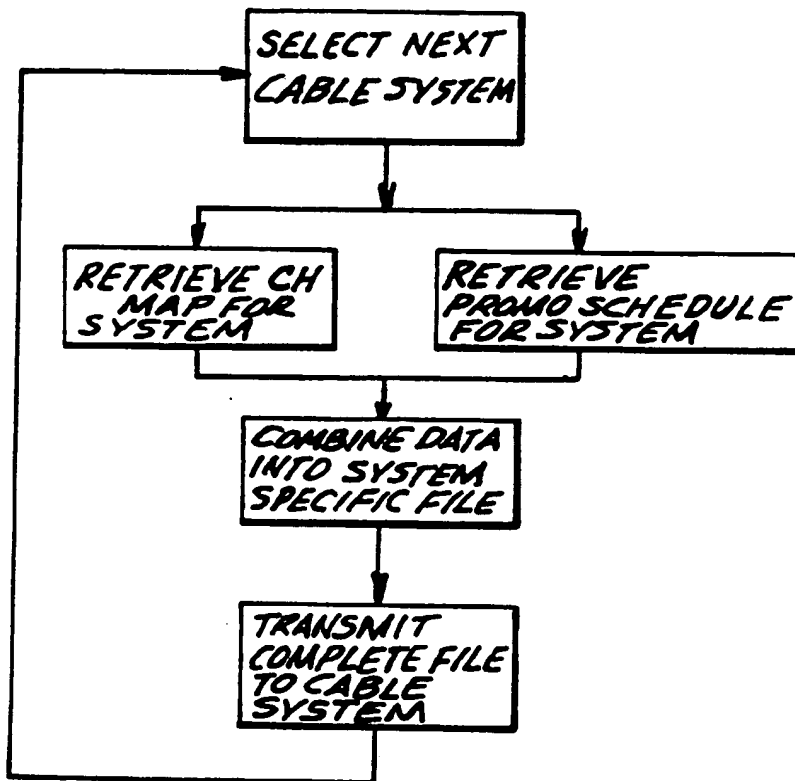 SELECT NEXT
CABLE SYSTEM
RETRIEVE CH
MAP FOR
SYSTEM
RETRIEVE
PROMO SCHEDULE
FOR SYSTEM
COMBINE DATA
INTO SYSTEM
SPECIFIC FILE
TRANSMIT
COMPLETE FILE
TO CABLE
SYSTEM